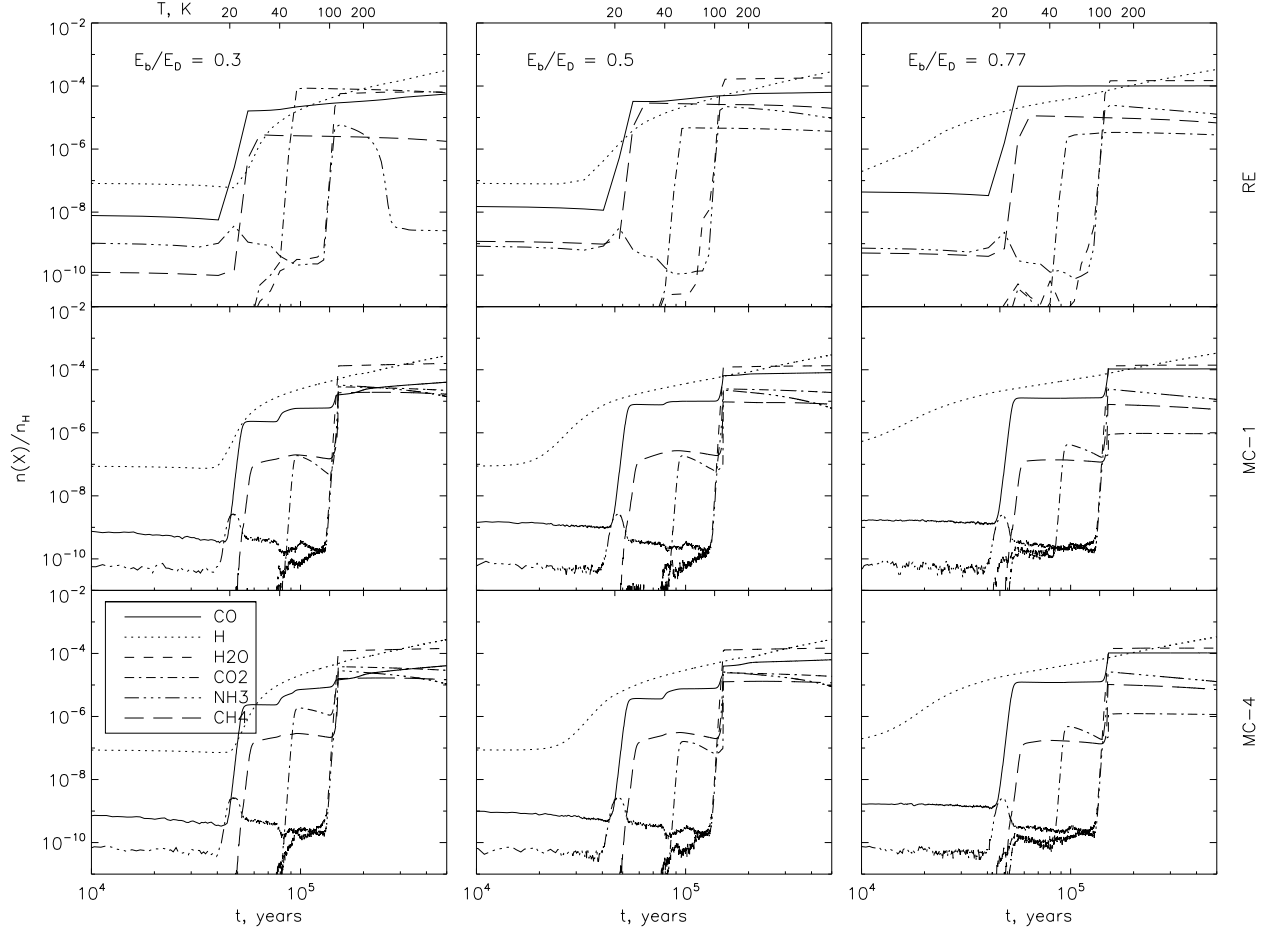 T, K 20 40 100 200 20 40 100 200 20 40 100 200
10^-2
E_b/E_D = 0.3 E_b/E_D = 0.5 E_b/E_D = 0.77
10^-4
10^-6
RE
10^-8
10^-10
10^-2
10^-4
10^-6
n(X)/n_H
MC-1
10^-8
10^-10
10^-2
CO
H
10^-4
H2O
CO2
NH3
10^-6
CH4
MC-4
10^-8
10^-10
10^4 10^5 10^4 10^5 10^4 10^5
t, years t, years t, years